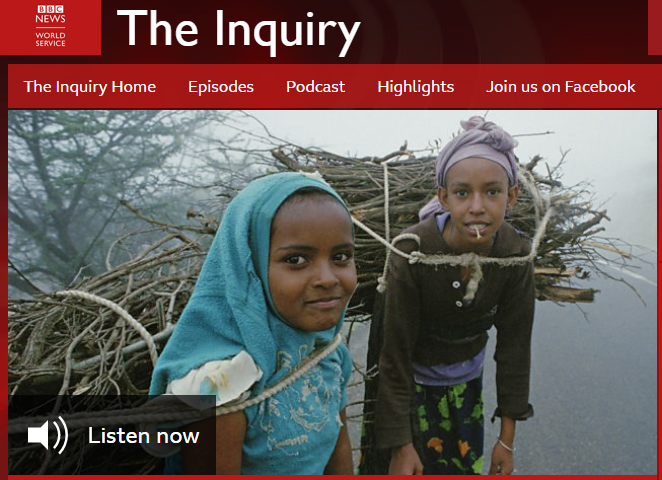 BBC
NEWS
WORLD
SERVICE
The Inquiry
The Inquiry Home Episodes Podcast Highlights Join us on Facebook
Listen now